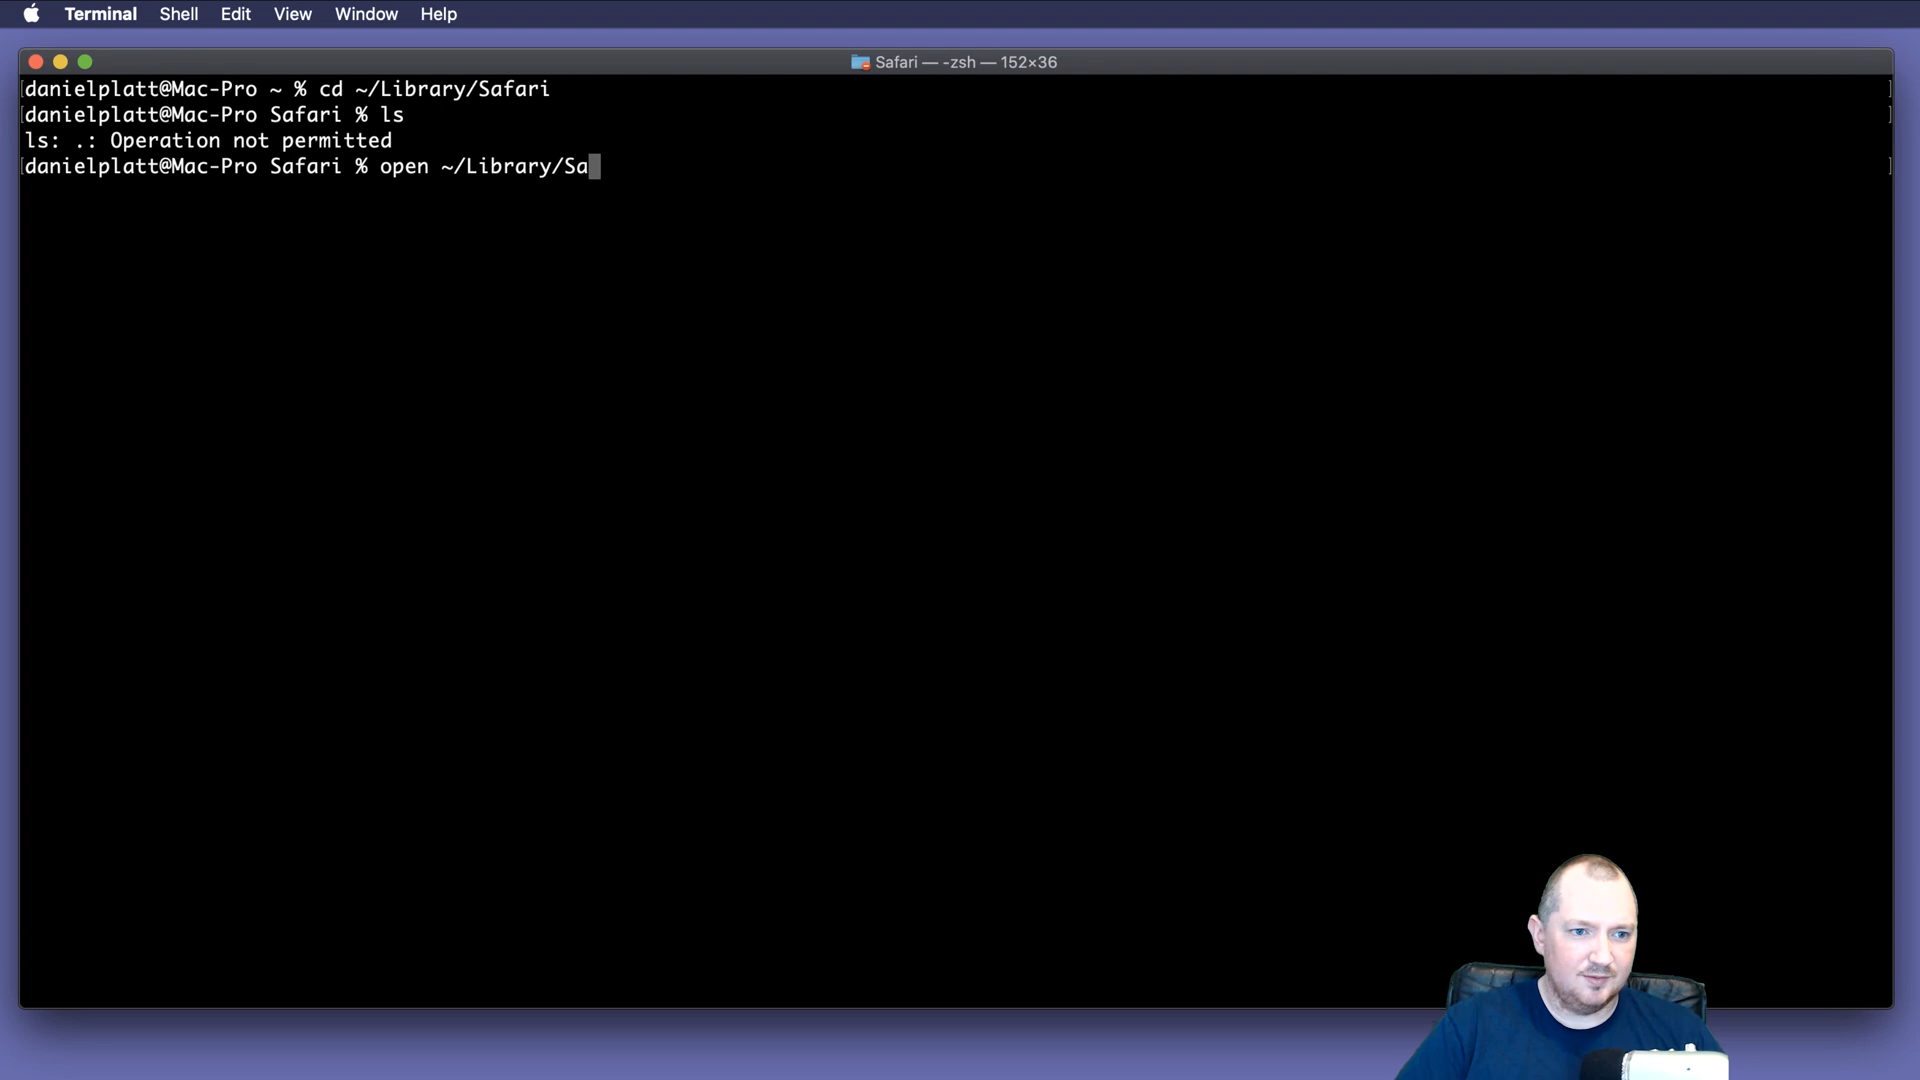 Terminal Shell Edit View Window Help
Safari — -zsh — 152×36
[danielplatt@Mac-Pro ~ % cd ~/Library/Safari ]
[danielplatt@Mac-Pro Safari % ls ]
ls: .: Operation not permitted
[danielplatt@Mac-Pro Safari % open ~/Library/Sa ]